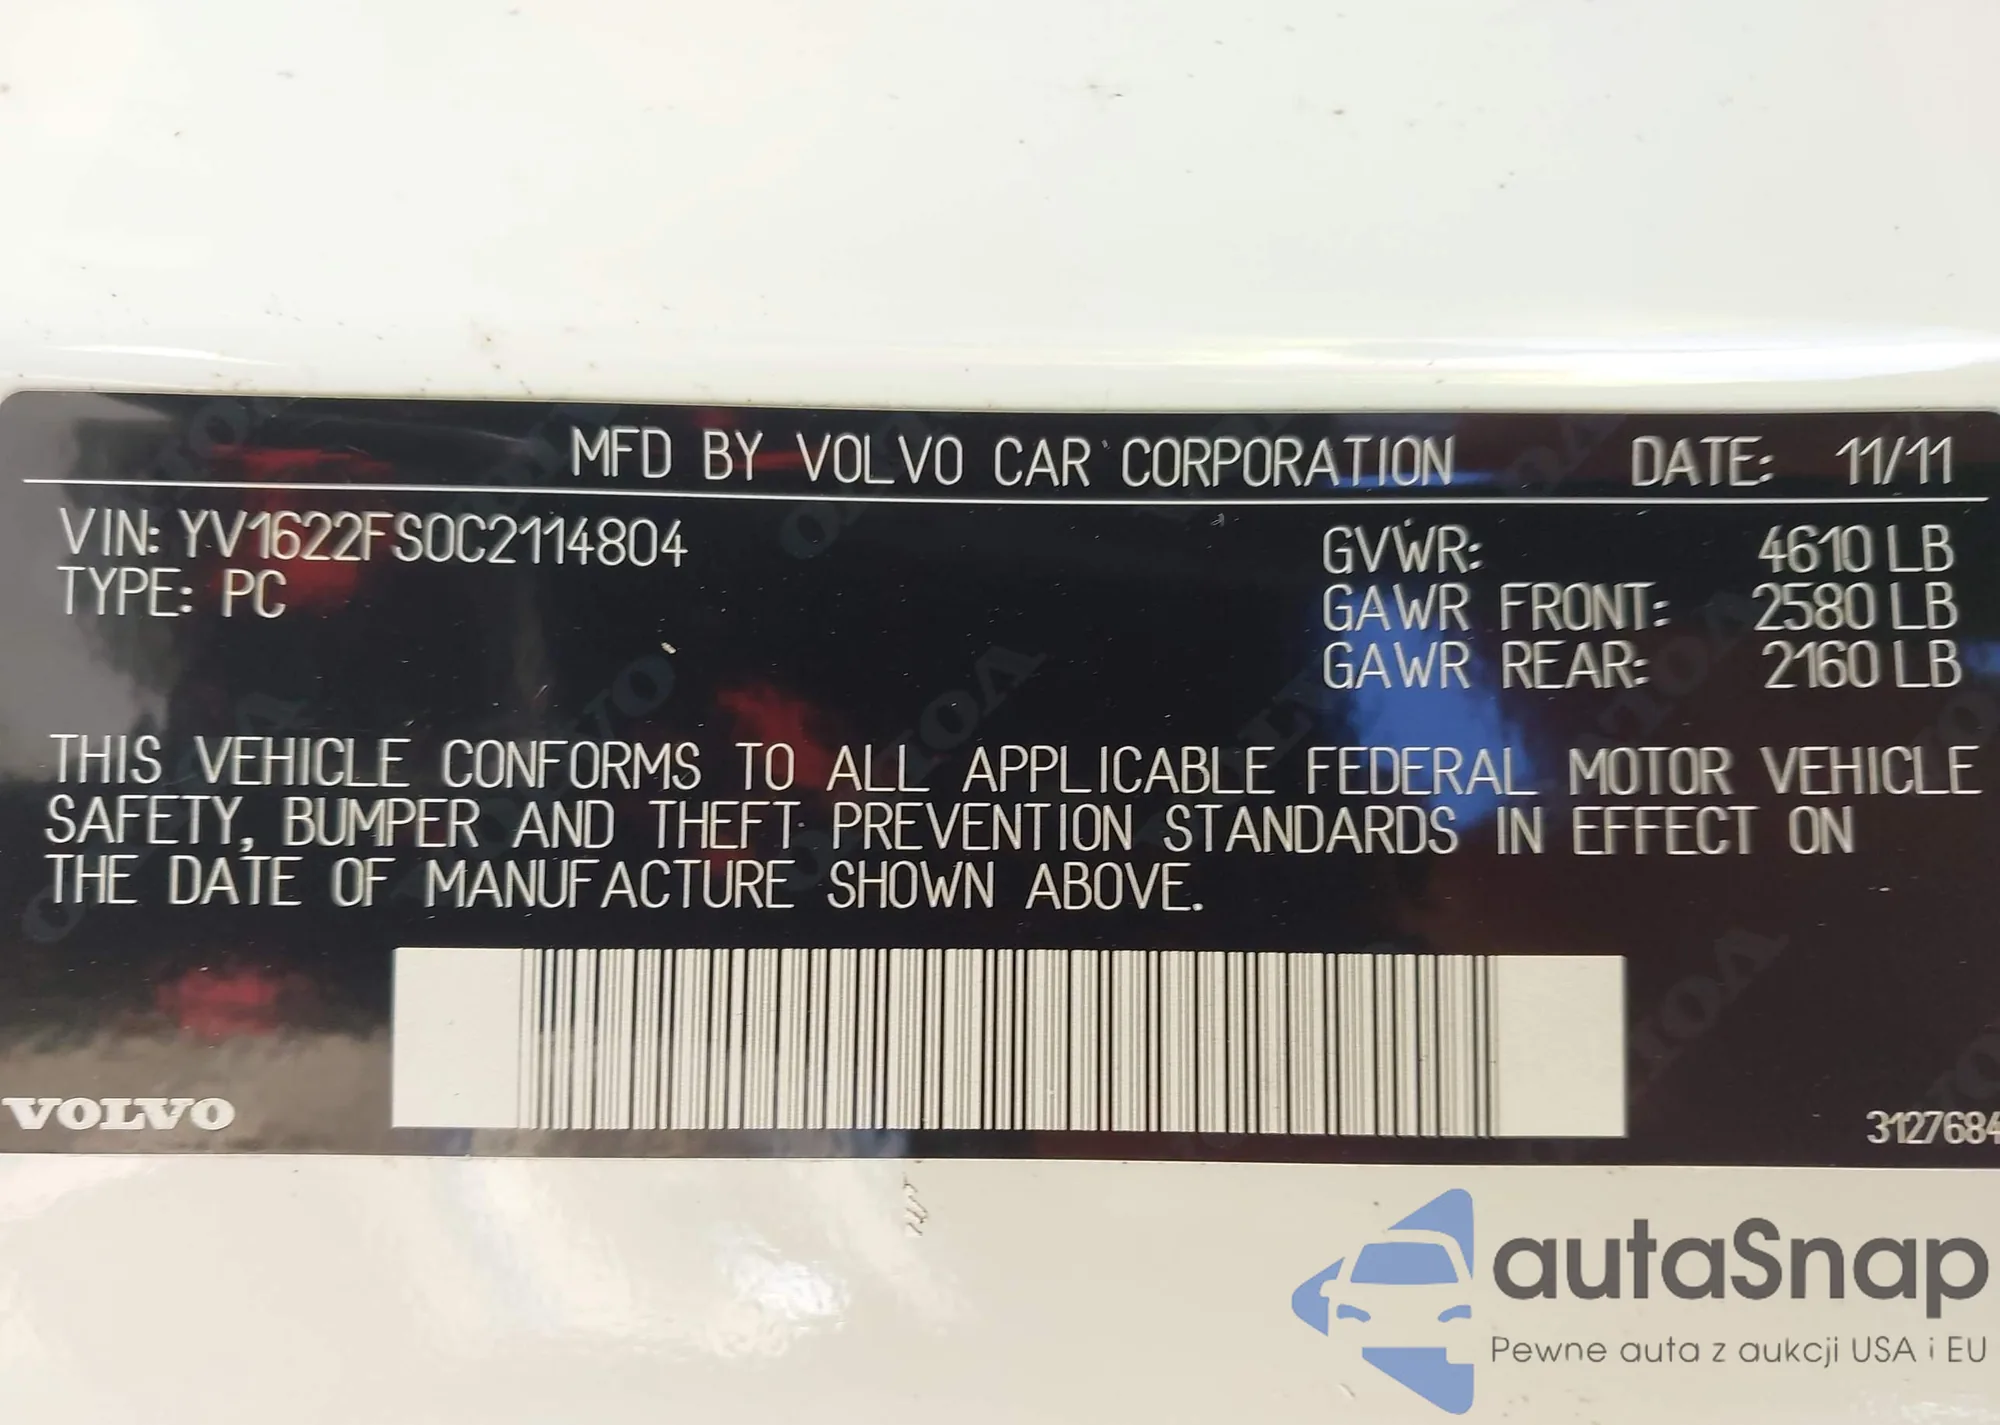 MFD BY VOLVO CAR CORPORATION DATE: 11/11
VIN: YV1622FS0C2114804
TYPE: PC
GVWR: 4610 LB
GAWR FRONT: 2580 LB
GAWR REAR: 2160 LB
THIS VEHICLE CONFORMS TO ALL APPLICABLE FEDERAL MOTOR VEHICLE
SAFETY, BUMPER AND THEFT PREVENTION STANDARDS IN EFFECT ON
THE DATE OF MANUFACTURE SHOWN ABOVE.
VOLVO
3127684
autaSnap
Pewne auta z aukcji USA i EU